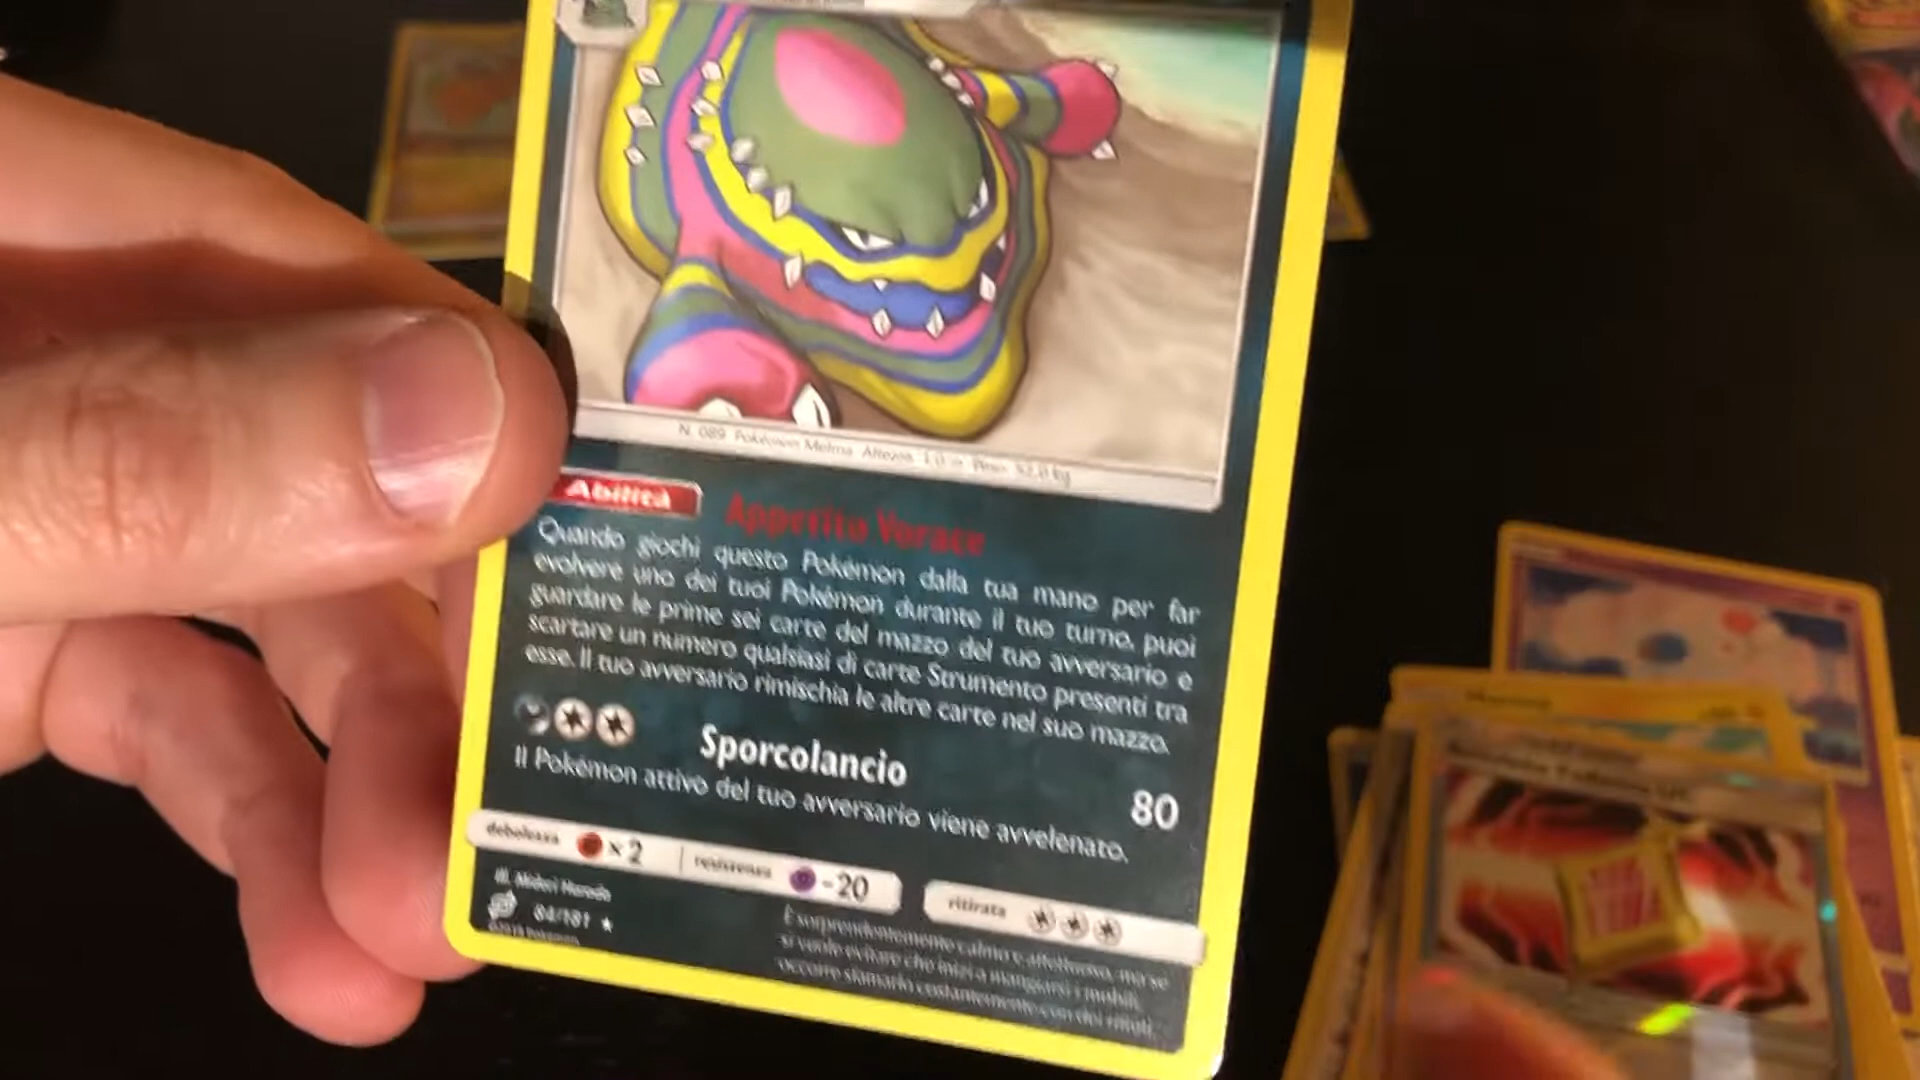 N. 089 Pokémon Melma Altezza 1,0 m Peso 52,0 kg
Abilità Appetito Vorace
Quando giochi questo Pokémon dalla tua mano per far
evolvere uno dei tuoi Pokémon durante il tuo turno, puoi
guardare le prime sei carte del mazzo del tuo avversario e
scartare un numero qualsiasi di carte Strumento presenti tra
esse. Il tuo avversario rimischia le altre carte nel suo mazzo.
Sporcolancio 80
Il Pokémon attivo del tuo avversario viene avvelenato.
debolezza ×2 resistenza -20 ritirata
Ill. Midori Harada
84/181
©2019 Pokémon
È sorprendentemente calmo e affettuoso, ma se
si vuole evitare che inizi a mangiarsi i mobili,
occorre sfamarlo costantemente con dei rifiuti.